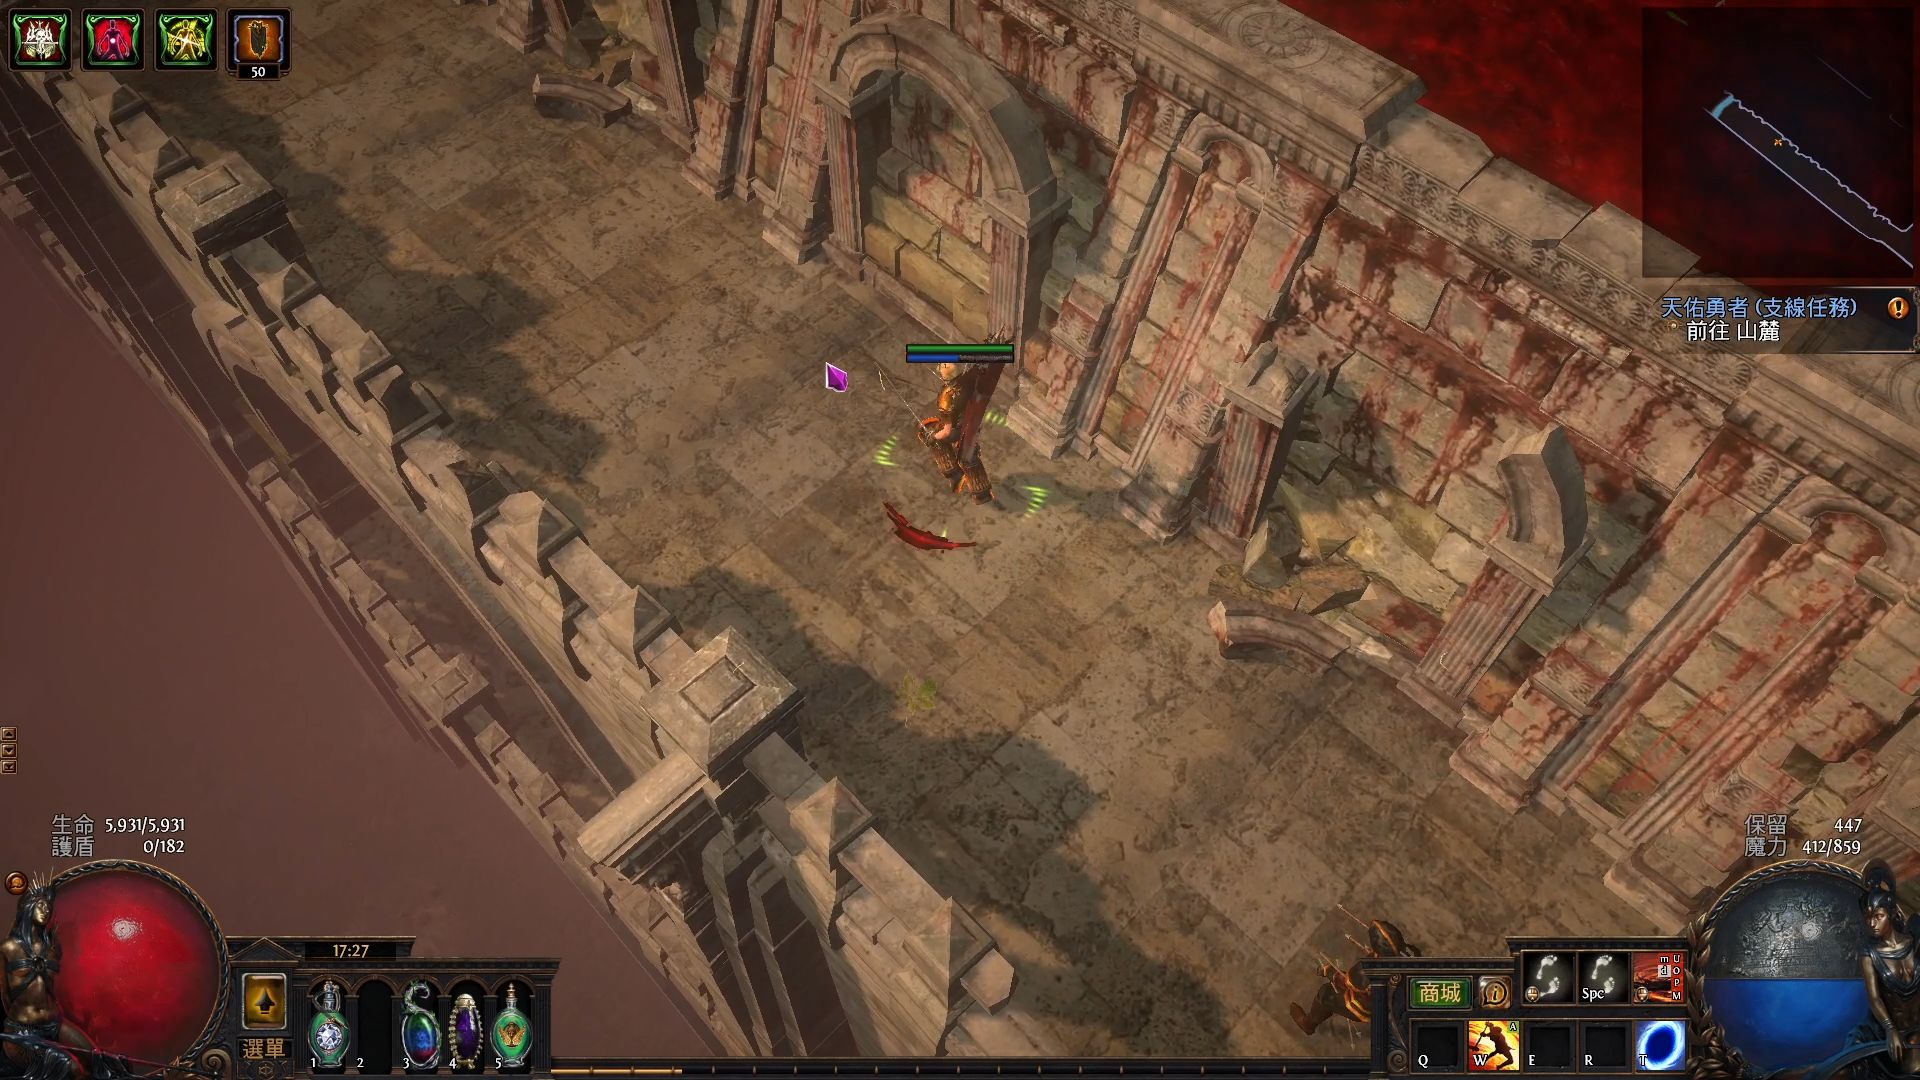 50
天佑勇者 (支線任務)
前往 山麓
生命 5,931/5,931
護盾 0/182
保留 447
魔力 412/859
17:27
選單
1 2 3 4 5
商城
Spc
m U
d O
P
M
Q W A E R T